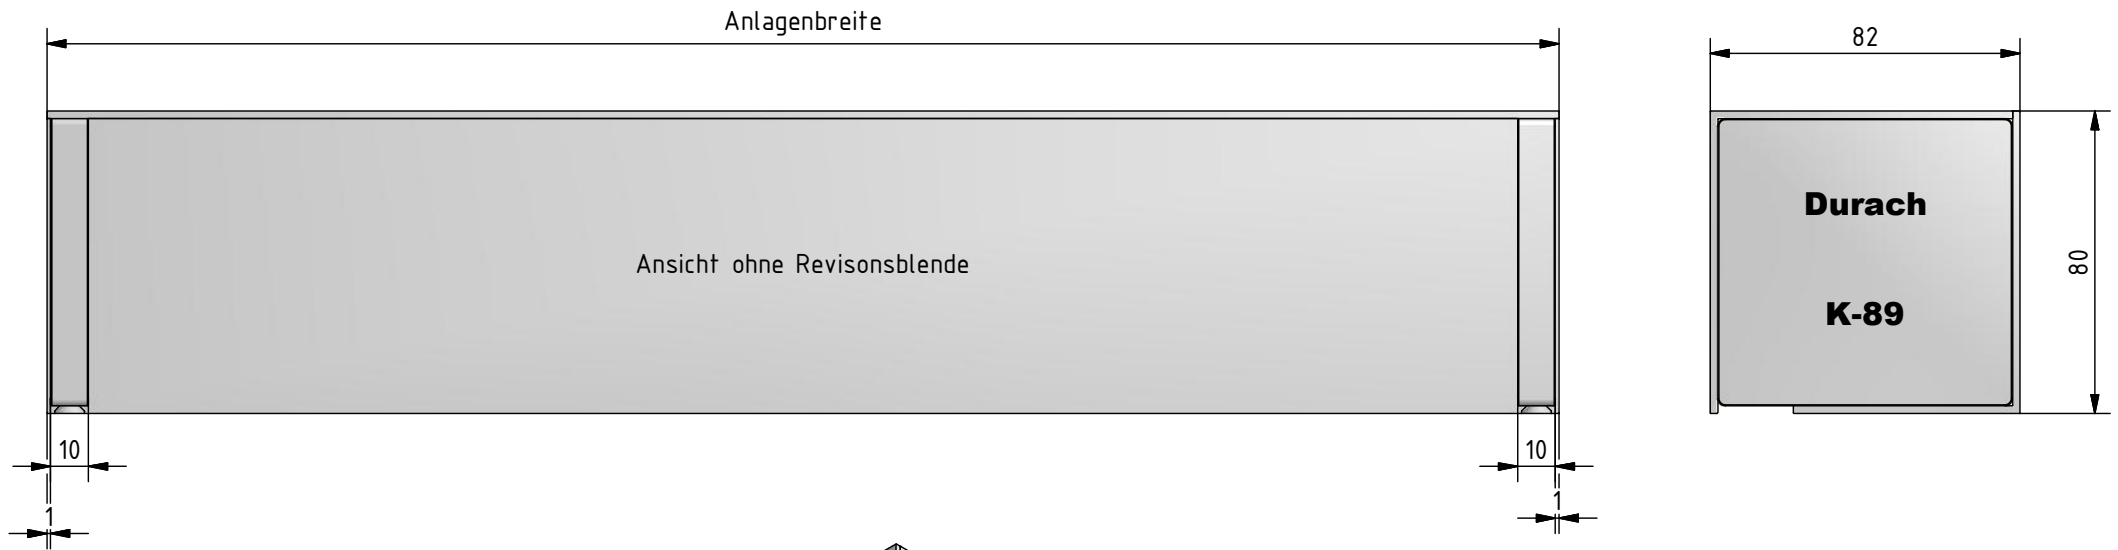 Anlagenbreite
82
Durach
80
Ansicht ohne Revisonsblende
K-89
10
10
1
1